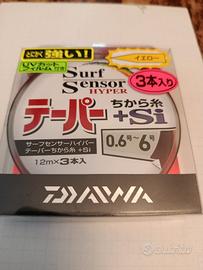 とにかく強い!
UVカット
フィルム付き
イエロー
Surf
Sensor
HYPER
3本入り
テーパー
ちから糸
+Si
0.6号~6号
サーフセンサーハイパー
テーパーちから糸+Si
12m×3本入
DAIWA
subito